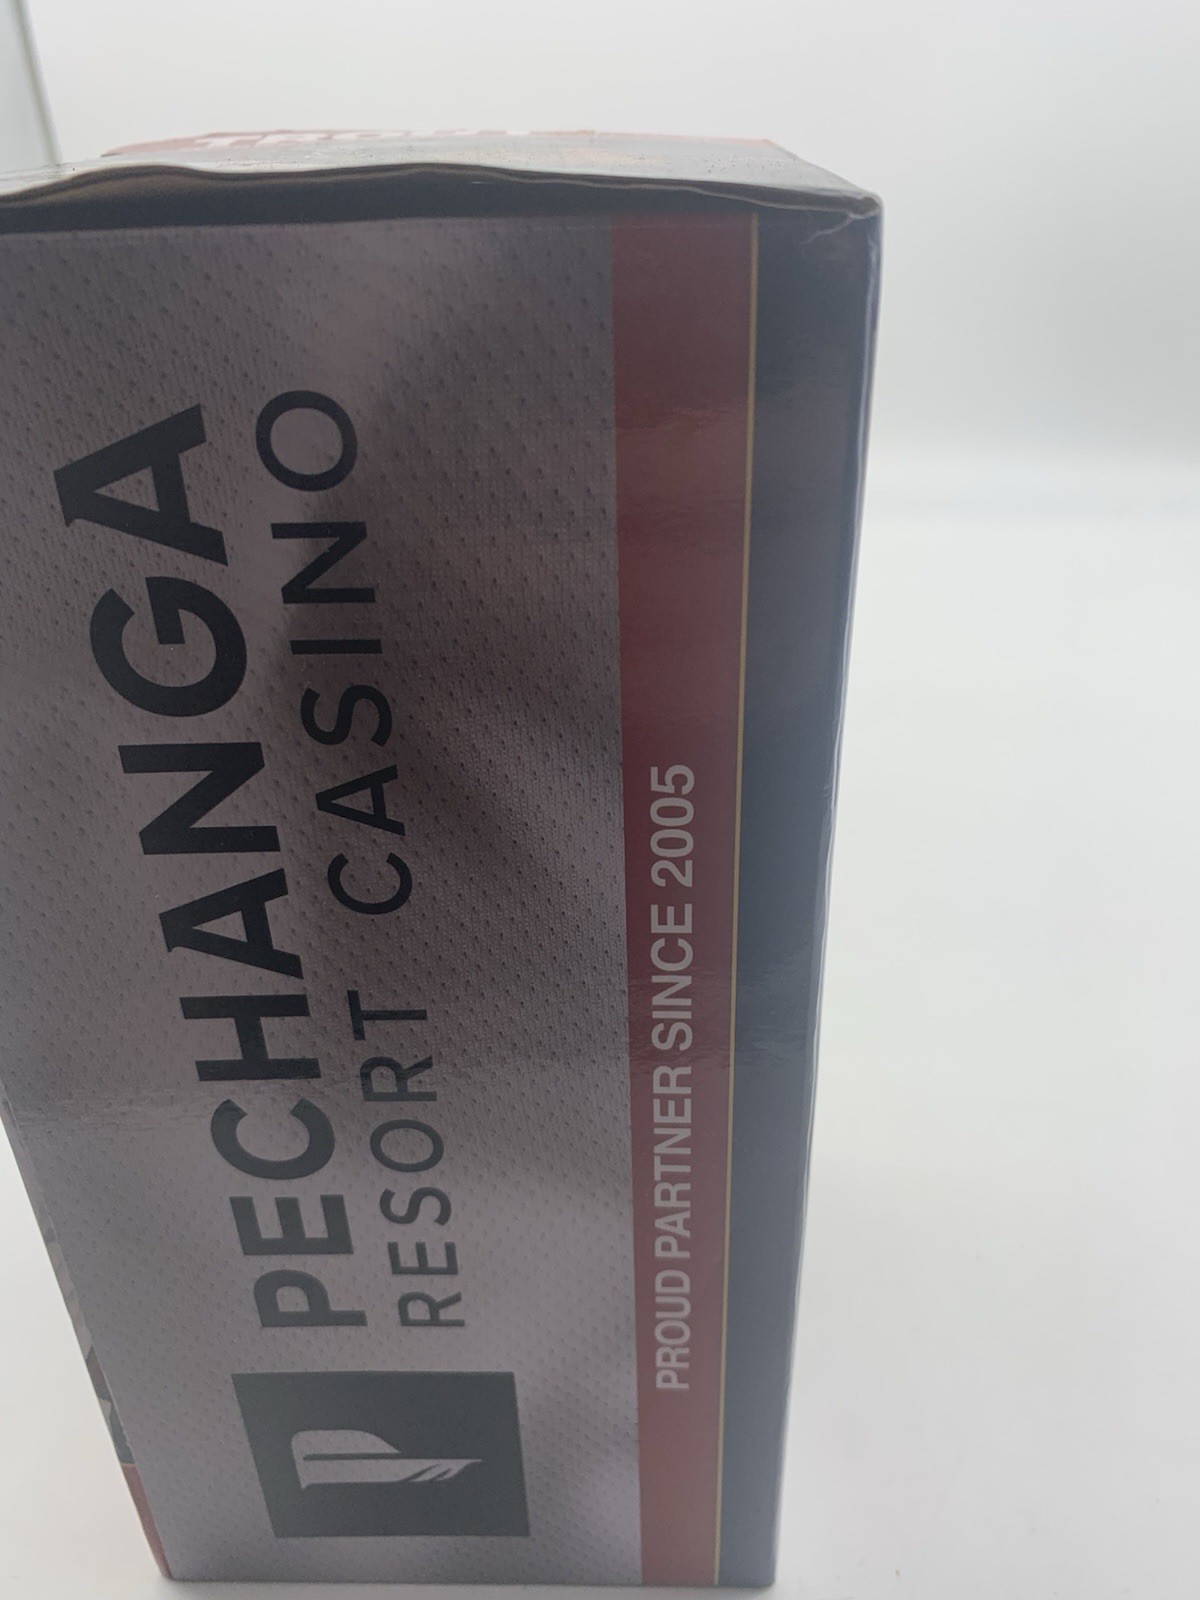 PECHANGA
RESORT CASINO
PROUD PARTNER SINCE 2005